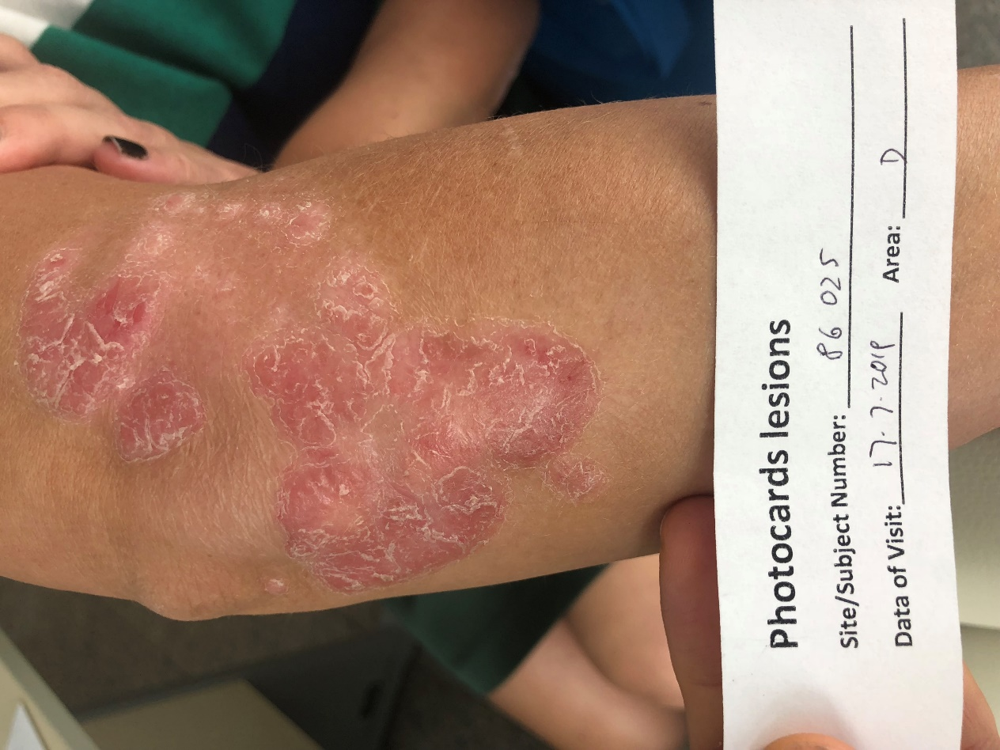 Photocards lesions
Site/Subject Number: 86 025
Data of Visit: 17-7-2019 Area: D